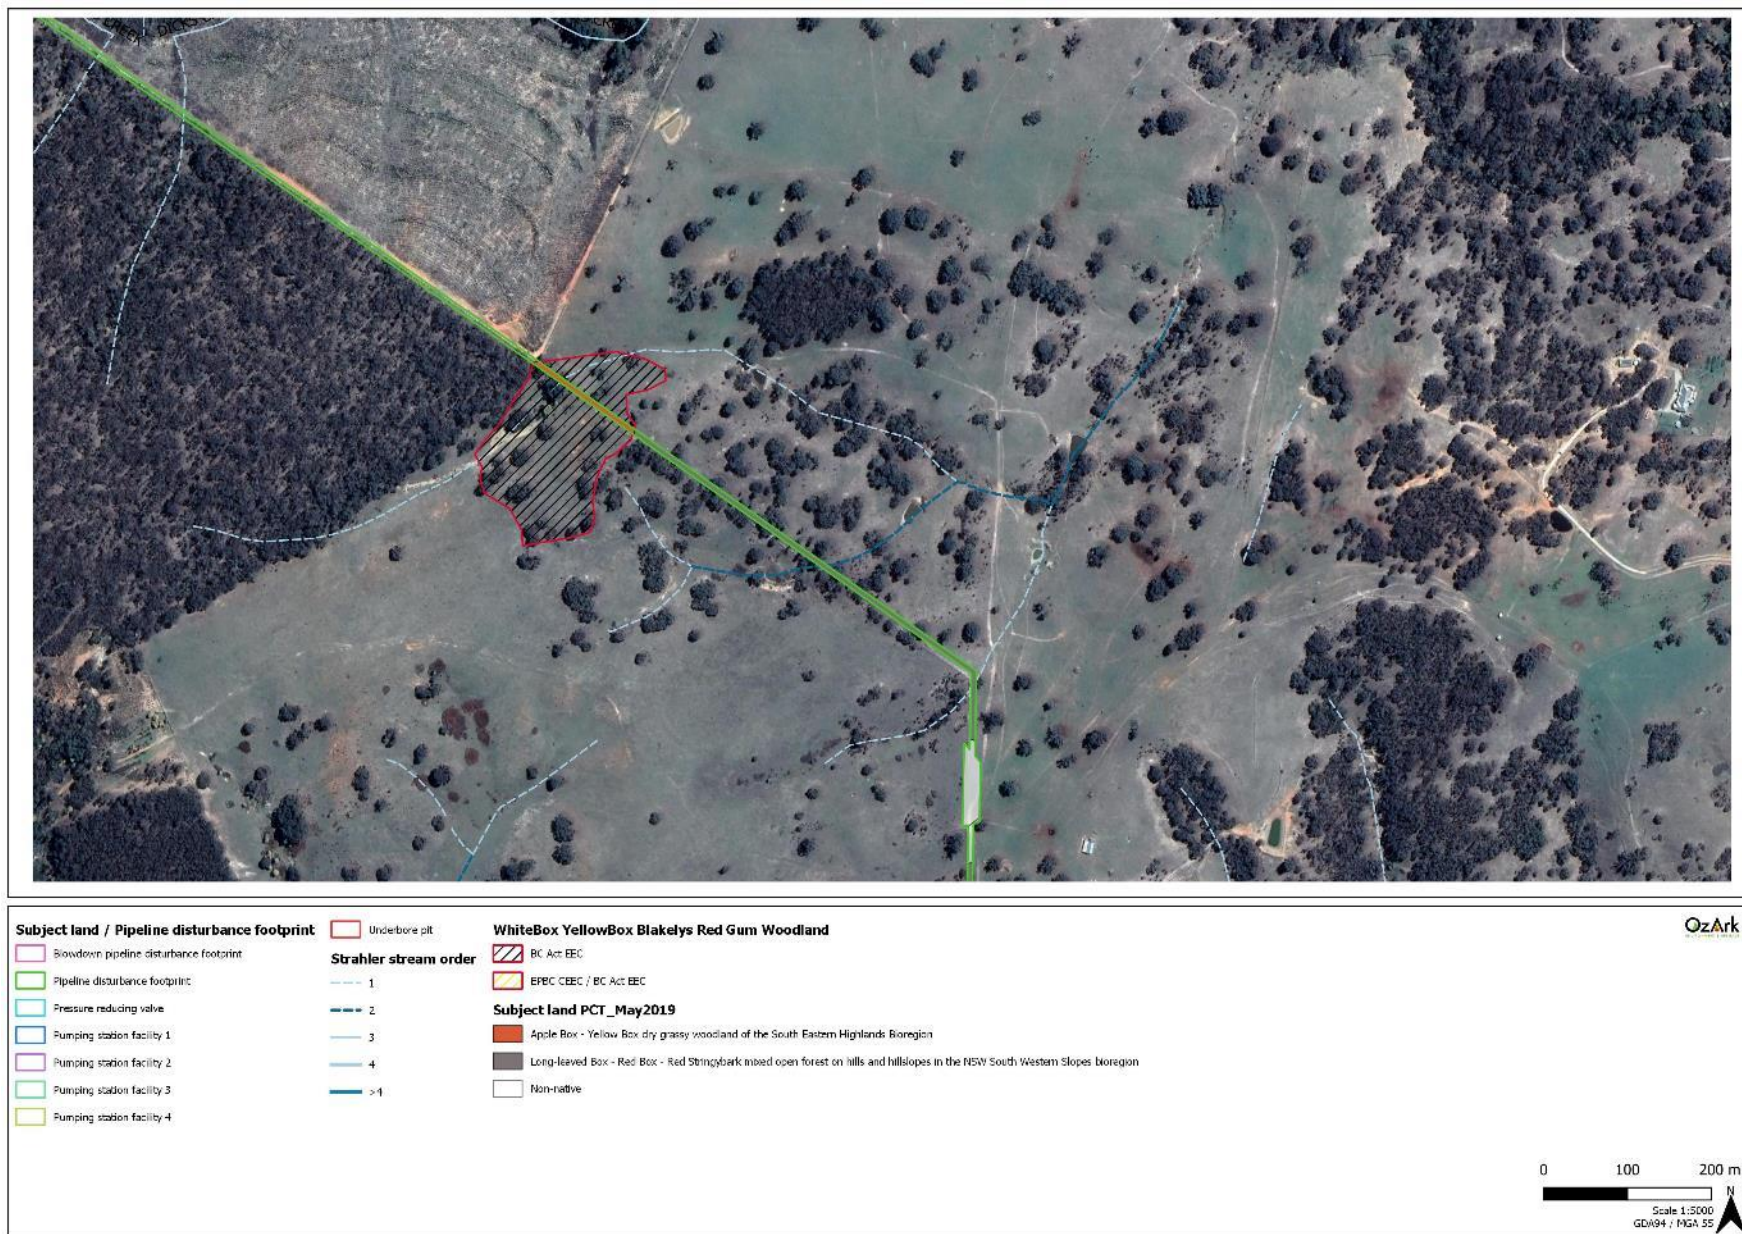 DICKS
Subject land / Pipeline disturbance footprint
Blowdown pipeline disturbance footprint
Pipeline disturbance footprint
Pressure reducing valve
Pumping station facility 1
Pumping station facility 2
Pumping station facility 3
Pumping station facility 4
Underbore pit
Strahler stream order
1
2
3
4
>4
WhiteBox YellowBox Blakelys Red Gum Woodland
BC Act EEC
EPBC CEEC / BC Act EEC
Subject land PCT_May2019
Apple Box - Yellow Box dry grassy woodland of the South Eastern Highlands Bioregion
Long-leaved Box - Red Box - Red Stringybark mixed open forest on hills and hillslopes in the NSW South Western Slopes bioregion
Non-native
OzArk
0 100 200 m
N
Scale 1:5000
GDA94 / MGA 55